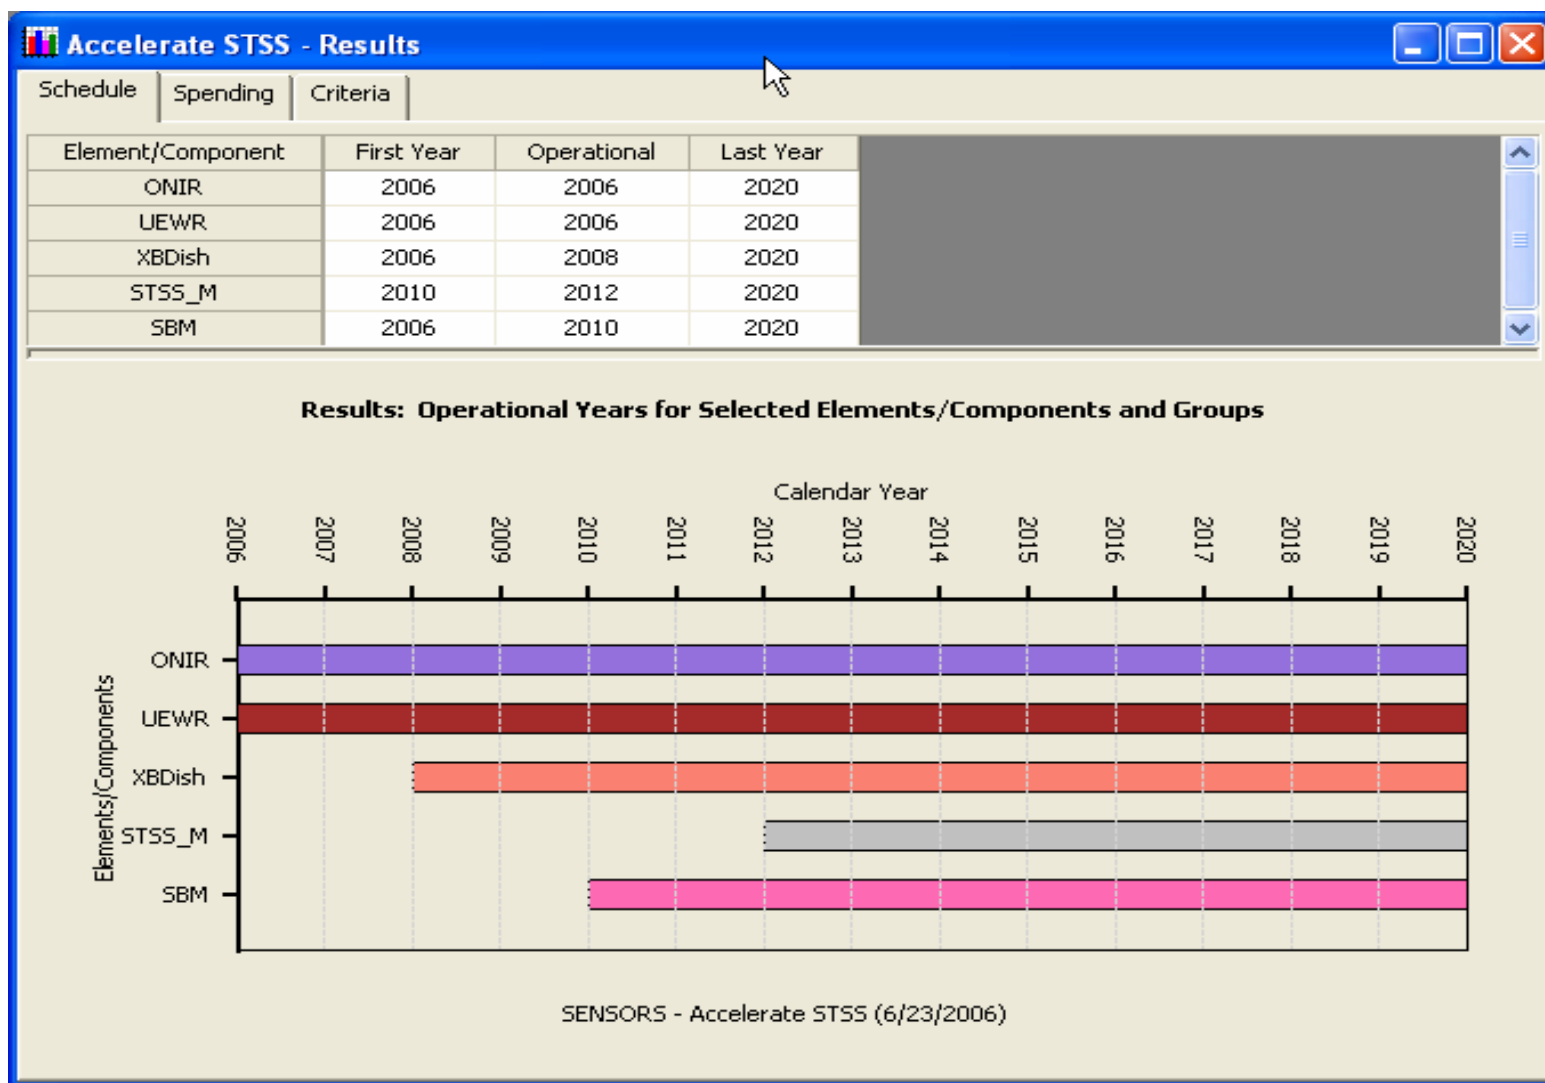 Accelerate STSS - Results
Schedule Spending Criteria
Element/Component First Year Operational Last Year
ONIR 2006 2006 2020
UEWR 2006 2006 2020
XBDish 2006 2008 2020
STSS_M 2010 2012 2020
SBM 2006 2010 2020
Results: Operational Years for Selected Elements/Components and Groups
Calendar Year
2006 2007 2008 2009 2010 2011 2012 2013 2014 2015 2016 2017 2018 2019 2020
Elements/Components
ONIR
UEWR
XBDish
STSS_M
SBM
SENSORS - Accelerate STSS (6/23/2006)